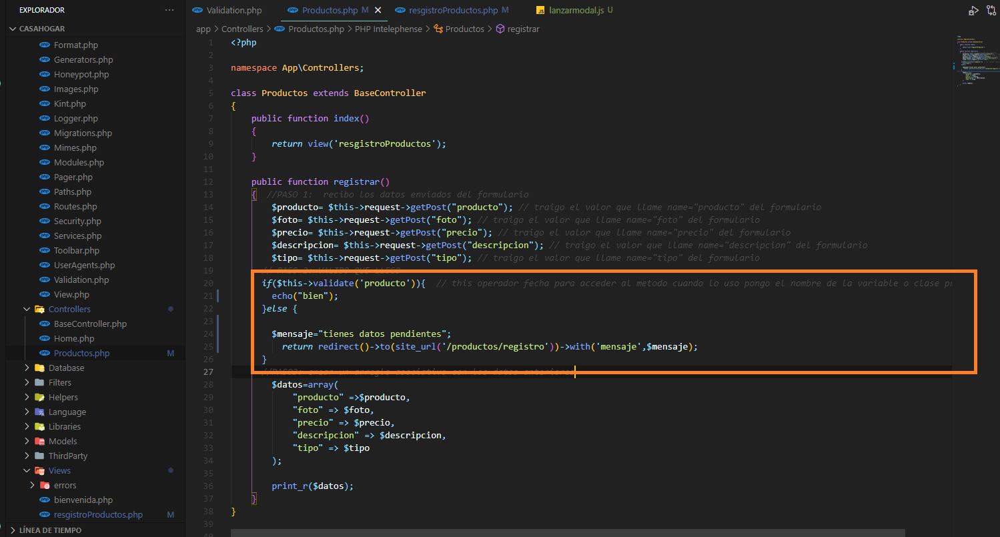 EXPLORADOR
CASAHOGAR
Format.php
Generators.php
Honeypot.php
Images.php
Kint.php
Logger.php
Migrations.php
Mimes.php
Modules.php
Pager.php
Paths.php
Routes.php
Security.php
Services.php
Toolbar.php
UserAgents.php
Validation.php
View.php
Controllers
BaseController.php
Home.php
Productos.php M
Database
Filters
Helpers
Language
Libraries
Models
ThirdParty
Views
errors
bienvenida.php
resgistroProductos.php M
LÍNEA DE TIEMPO
Validation.php
Productos.php M
resgistroProductos.php M
JS lanzarmodal.js U
app > Controllers > Productos.php > PHP Intelephense > Productos > registrar
1 <?php
2
3 namespace App\Controllers;
4
5 class Productos extends BaseController
6 {
7 public function index()
8 {
9 return view('resgistroProductos');
10 }
11
12 public function registrar()
13 { //PASO 1: recibo los datos enviados del formulario
14 $producto= $this->request->getPost("producto"); // traigo el valor que llame name="producto" del formulario
15 $foto= $this->request->getPost("foto"); // traigo el valor que llame name="foto" del formulario
16 $precio= $this->request->getPost("precio"); // traigo el valor que llame name="precio" del formulario
17 $descripcion= $this->request->getPost("descripcion"); // traigo el valor que llame name="descripcion" del formulario
18 $tipo= $this->request->getPost("tipo"); // traigo el valor que llame name="tipo" del formulario
19 // PASO 2: VALIDO QUE LLEGO
20 if($this->validate('producto')){ // this operador fecha para acceder al metodo cuando lo uso pongo el nombre de la variable o clase pr
21 echo("bien");
22 }else {
23
24 $mensaje="tienes datos pendientes";
25 return redirect()->to(site_url('/productos/registro'))->with('mensaje',$mensaje);
26 }
27 //PASO3: crear un arreglo asociativo con los datos anteriores
28 $datos=array(
29 "producto" =>$producto,
30 "foto" => $foto,
31 "precio" => $precio,
32 "descripcion" => $descripcion,
33 "tipo" => $tipo
34 );
35
36 print_r($datos);
37 }
38 }
39
40